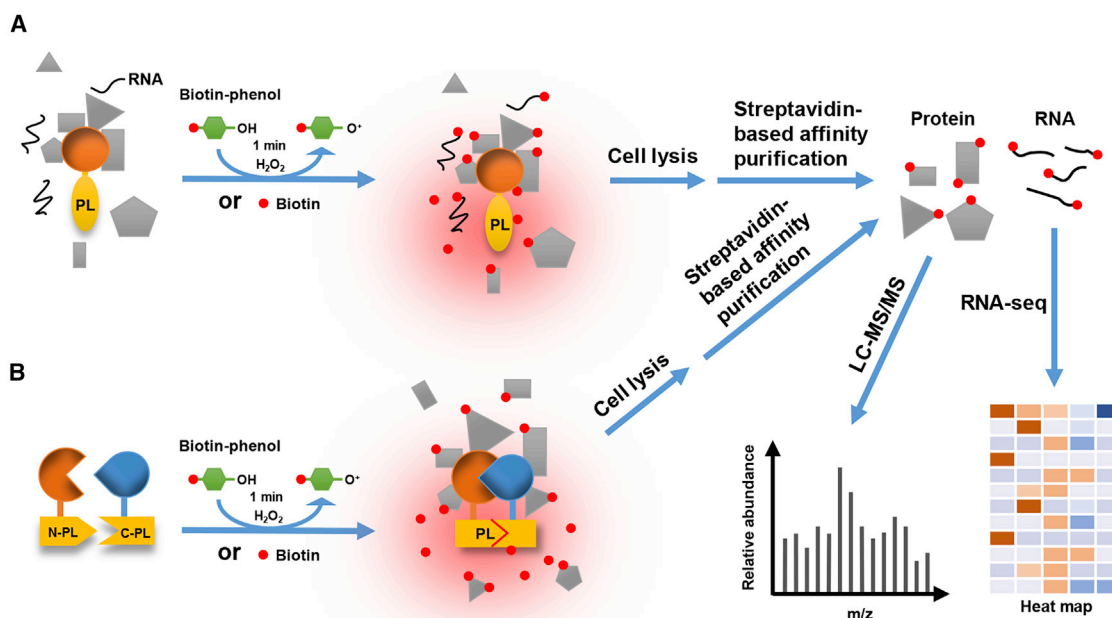 A
RNA
PL
Biotin-phenol
OH
O⁺
1 min
H₂O₂
or
Biotin
PL
Cell lysis
Streptavidin-
based affinity
purification
Protein
RNA
Streptavidin-
based affinity
purification
Cell lysis
LC-MS/MS
RNA-seq
B
N-PL
C-PL
Biotin-phenol
OH
O⁺
1 min
H₂O₂
or
Biotin
PL
Relative abundance
m/z
Heat map